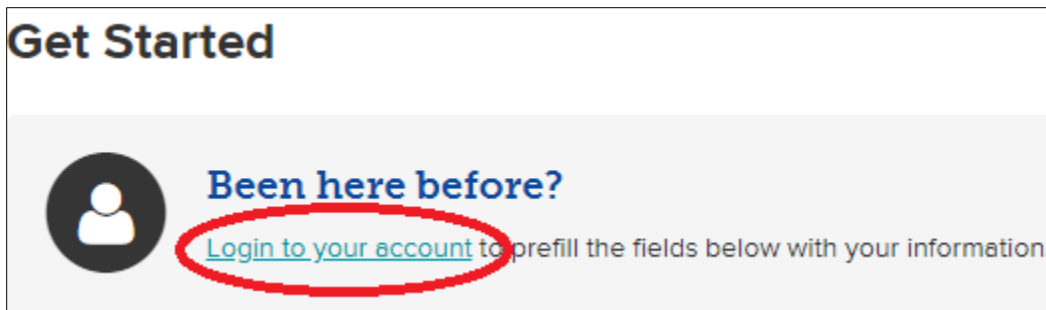 Get Started
Been here before?
Login to your account to prefill the fields below with your information